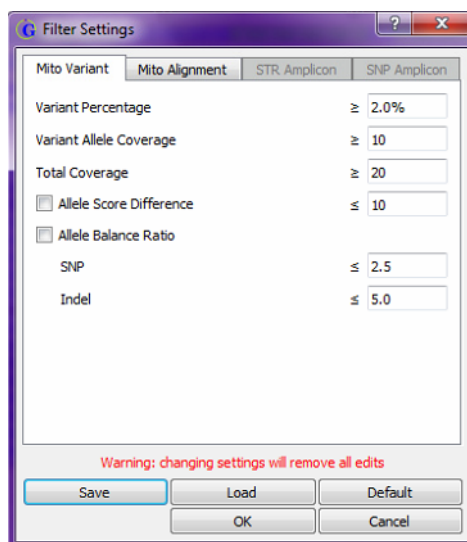 Filter Settings
Mito Variant Mito Alignment STR Amplicon SNP Amplicon
Variant Percentage ≥ 2.0%
Variant Allele Coverage ≥ 10
Total Coverage ≥ 20
Allele Score Difference ≤ 10
Allele Balance Ratio
SNP ≤ 2.5
Indel ≤ 5.0
Warning: changing settings will remove all edits
Save Load Default
OK Cancel